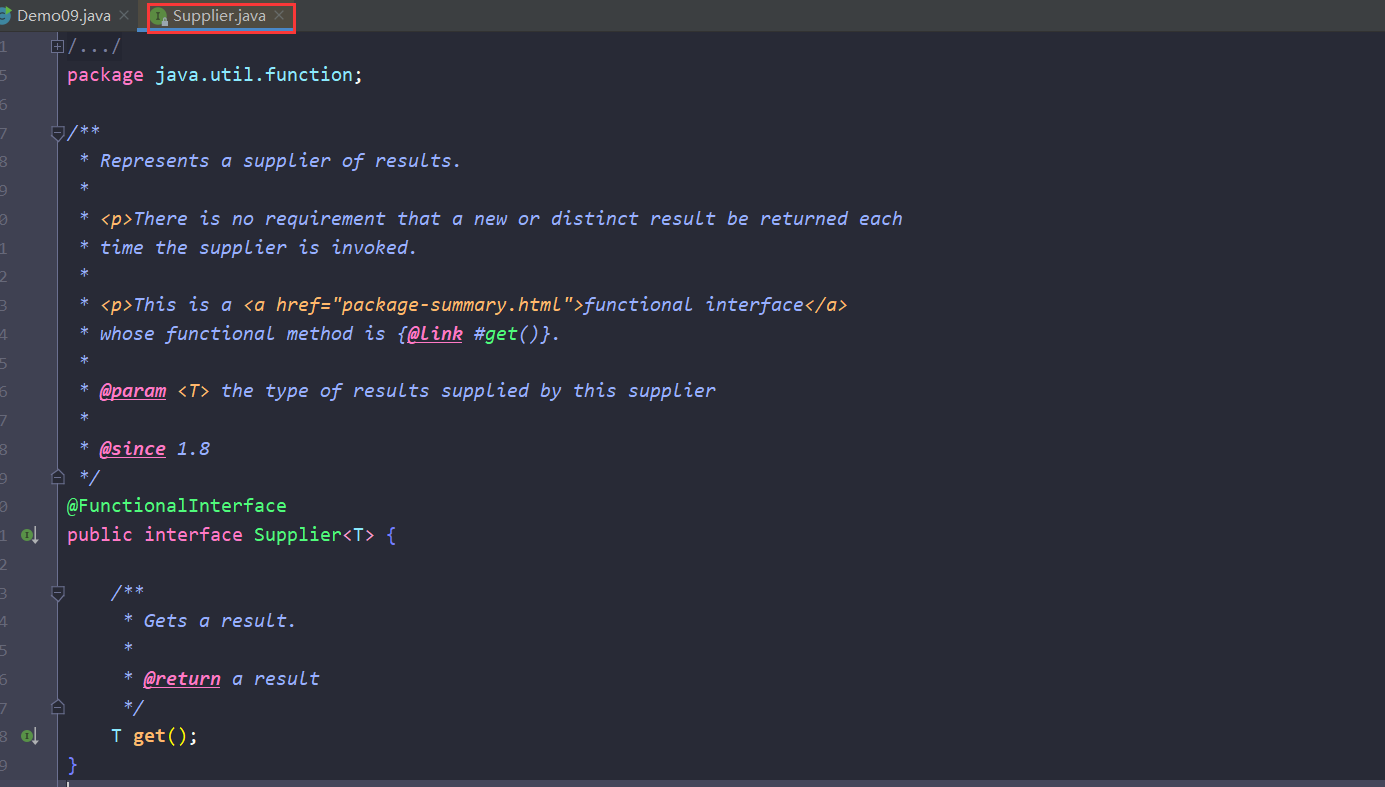 Demo09.java Supplier.java
1 /.../
5 package java.util.function;
6
7 /**
8 * Represents a supplier of results.
9 *
0 * <p>There is no requirement that a new or distinct result be returned each
1 * time the supplier is invoked.
2 *
3 * <p>This is a <a href="package-summary.html">functional interface</a>
4 * whose functional method is {@link #get()}.
5 *
6 * @param <T> the type of results supplied by this supplier
7 *
8 * @since 1.8
9 */
0 @FunctionalInterface
1 public interface Supplier<T> {
2
3 /**
4 * Gets a result.
5 *
6 * @return a result
7 */
8 T get();
9 }